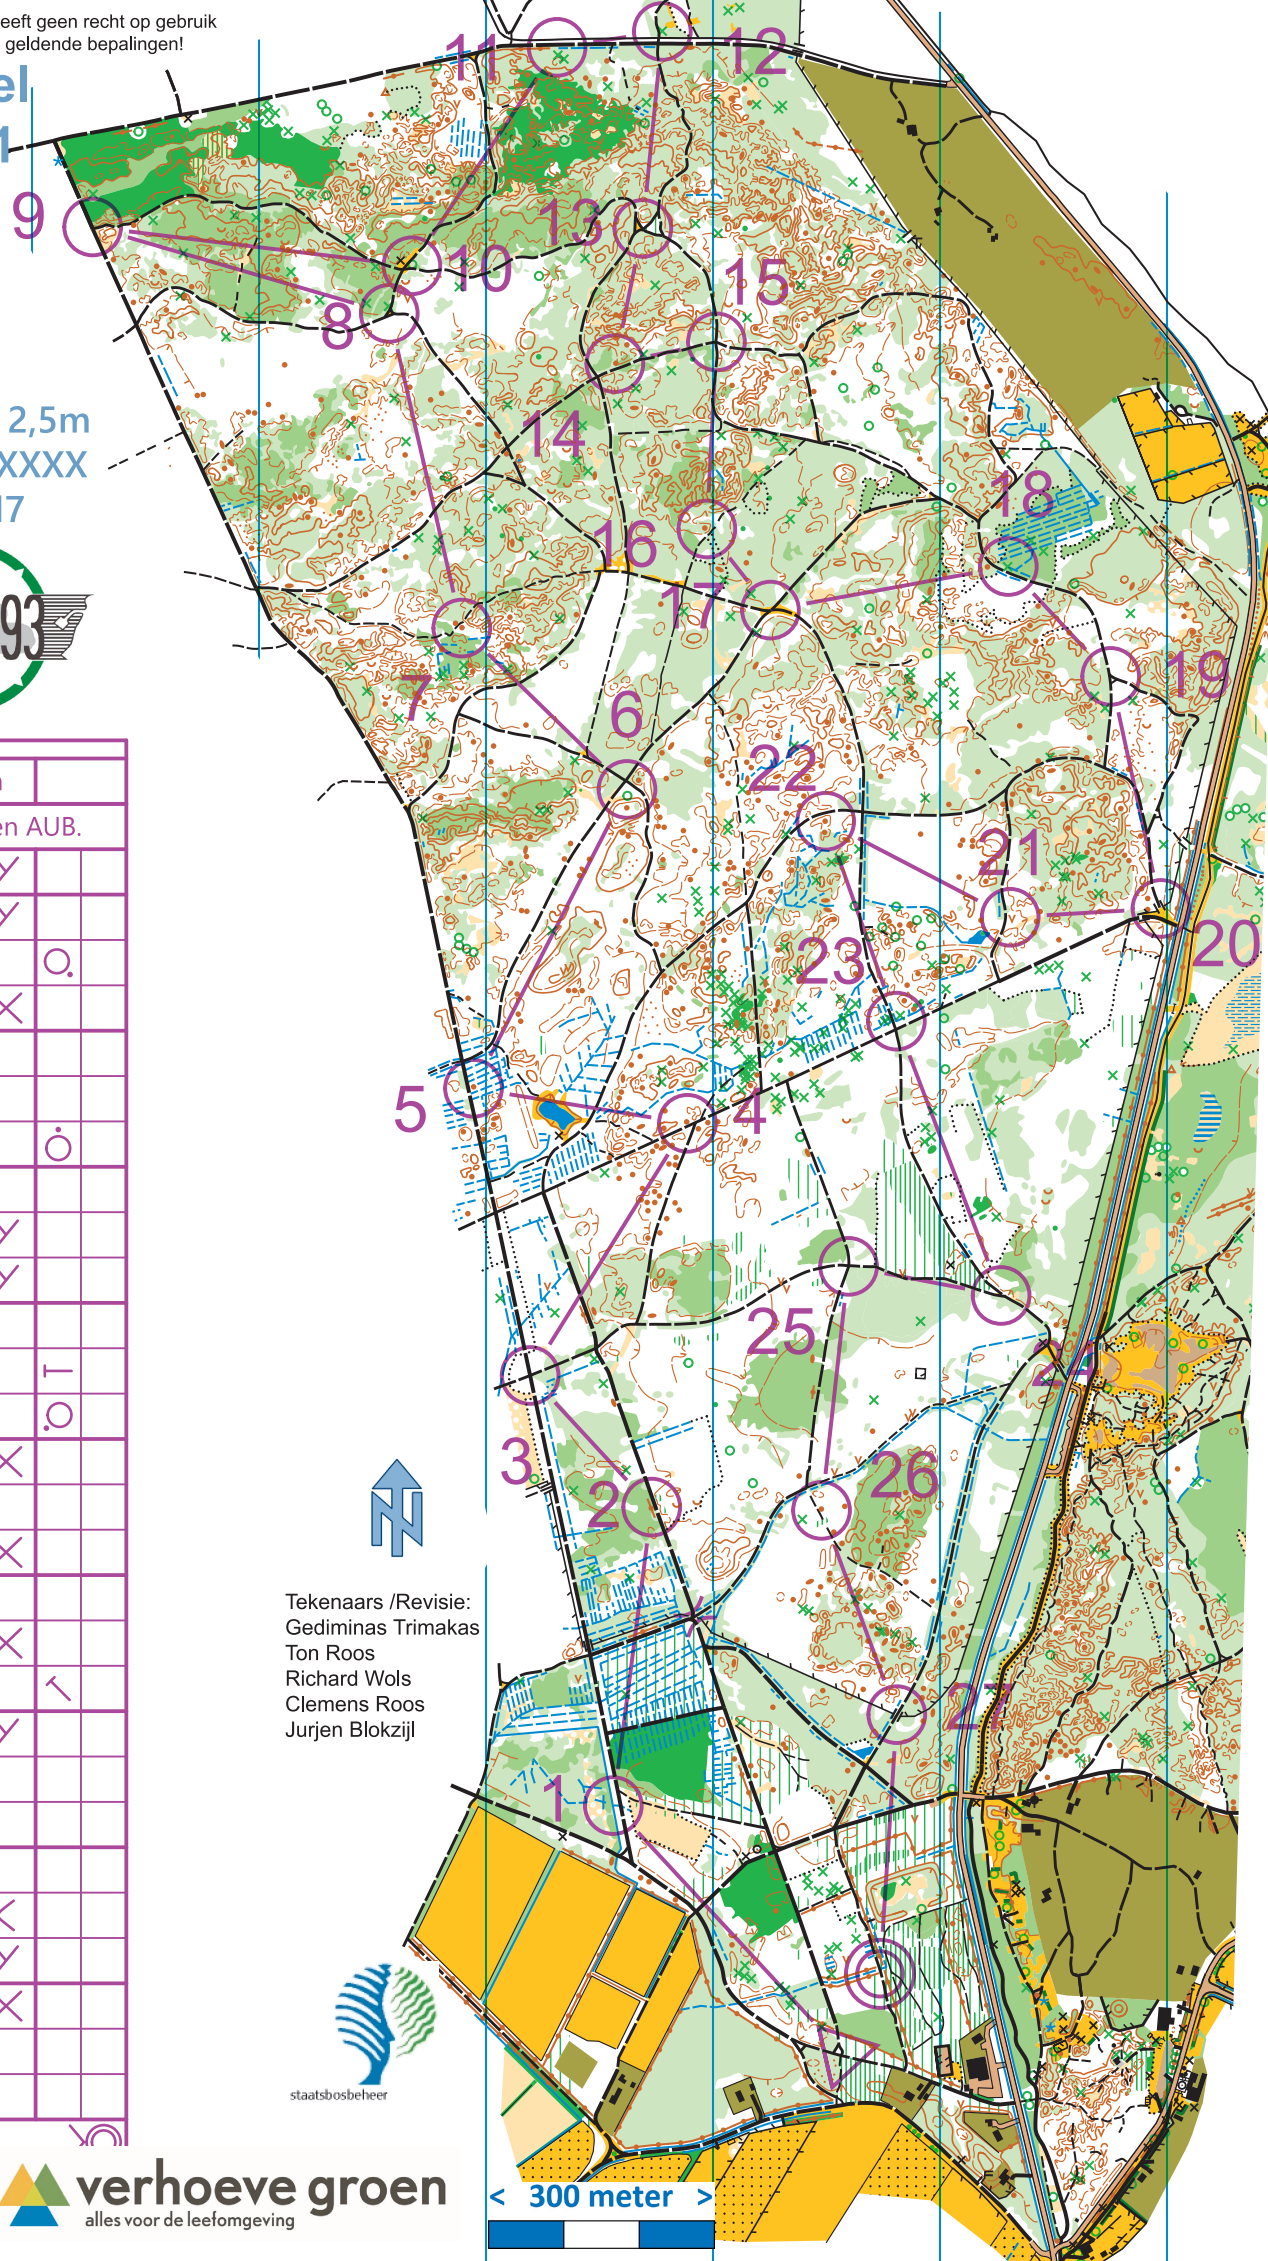 eeft geen recht op gebruik
geldende bepalingen!
el
1
2,5m
XXXX
17
93
en AUB.
11
12
9
13
10
15
8
14
18
16
17
19
7
6
22
21
20
23
5
4
25
24
3
2
26
27
1
Tekenaars /Revisie:
Gediminas Trimakas
Ton Roos
Richard Wols
Clemens Roos
Jurjen Blokzijl
staatsbosbeheer
verhoeve groen
alles voor de leefomgeving
< 300 meter >